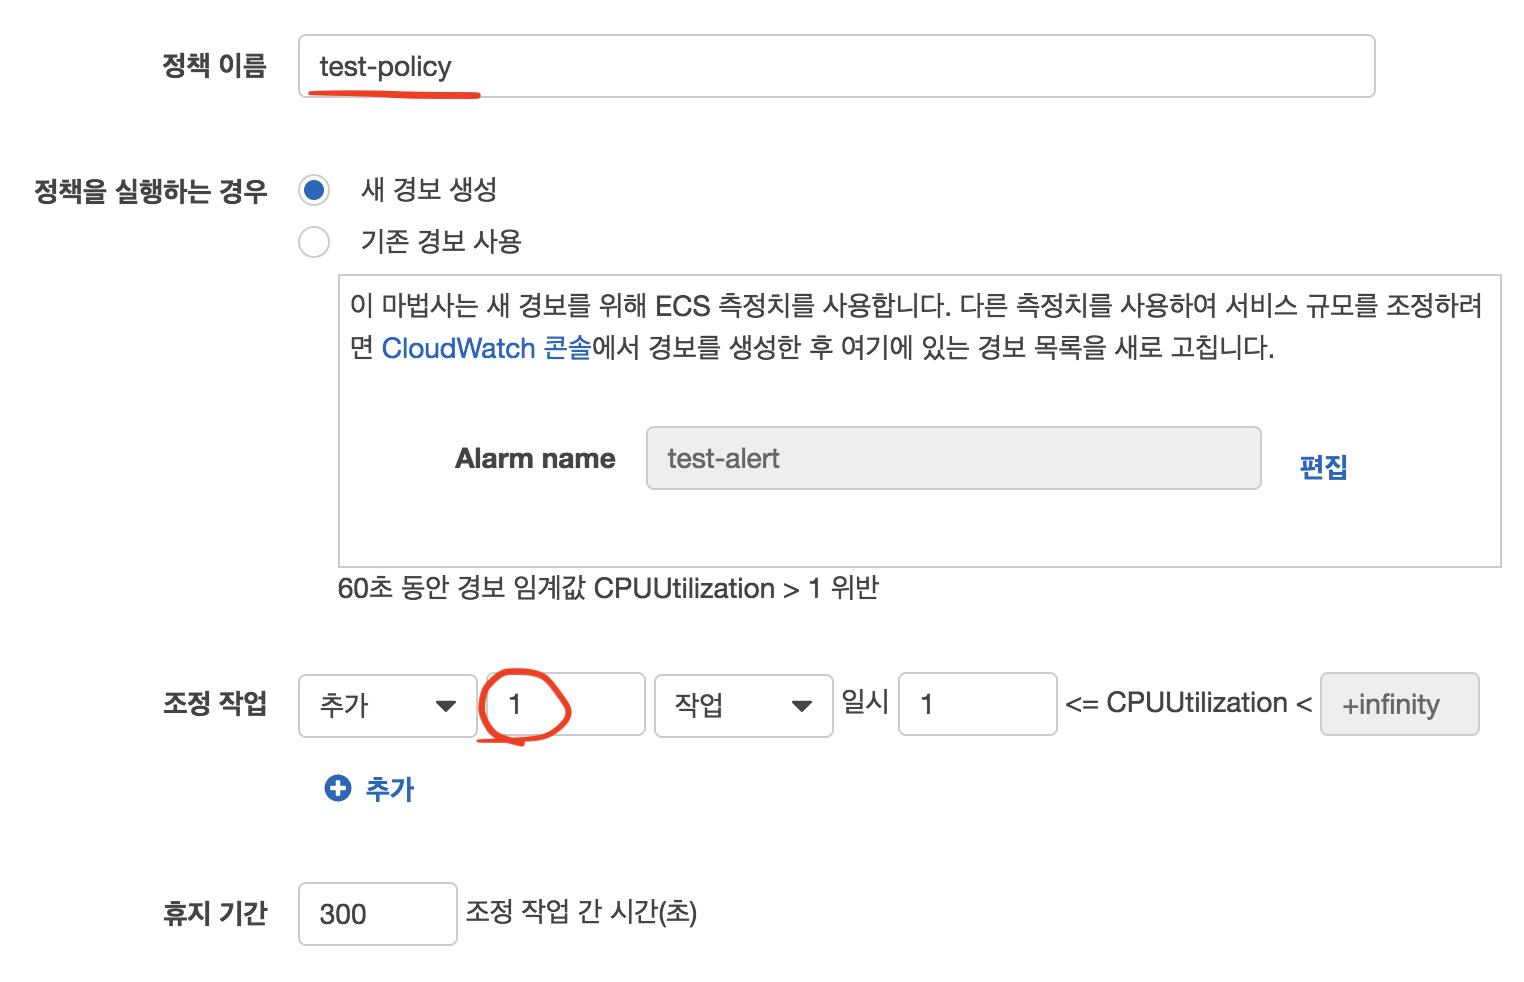 정책 이름 test-policy
정책을 실행하는 경우 새 경보 생성
기존 경보 사용
이 마법사는 새 경보를 위해 ECS 측정치를 사용합니다. 다른 측정치를 사용하여 서비스 규모를 조정하려
면 CloudWatch 콘솔에서 경보를 생성한 후 여기에 있는 경보 목록을 새로 고칩니다.
Alarm name test-alert 편집
60초 동안 경보 임계값 CPUUtilization > 1 위반
조정 작업 추가 1 작업 일시 1 <= CPUUtilization < +infinity
추가
휴지 기간 300 조정 작업 간 시간(초)